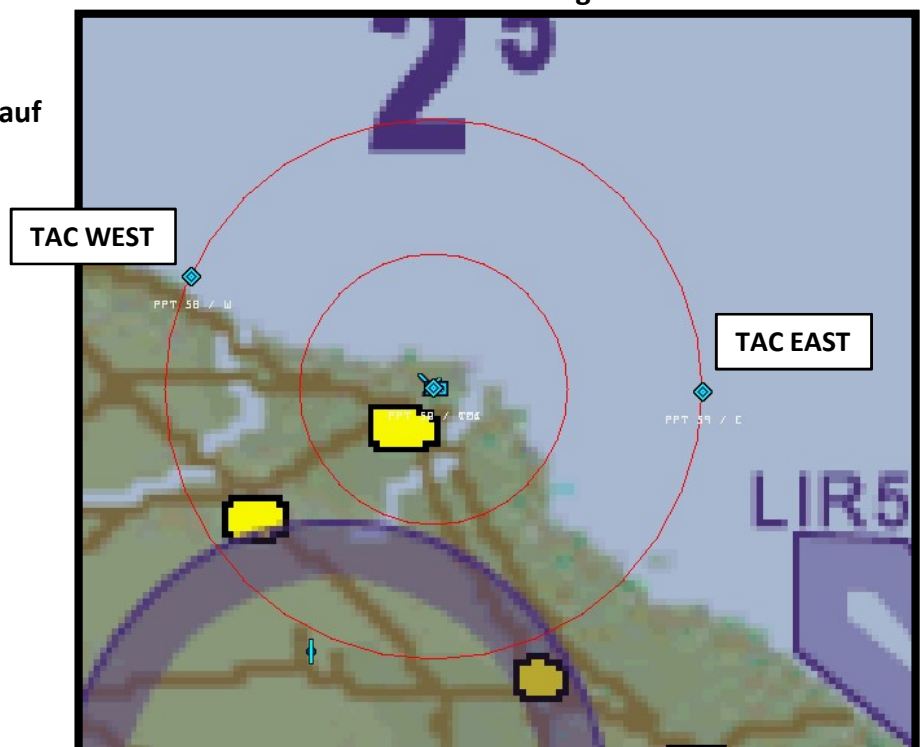 auf
2⁵
TAC WEST
PPT 58 / W
TAC EAST
PPT 59 / E
LIR5